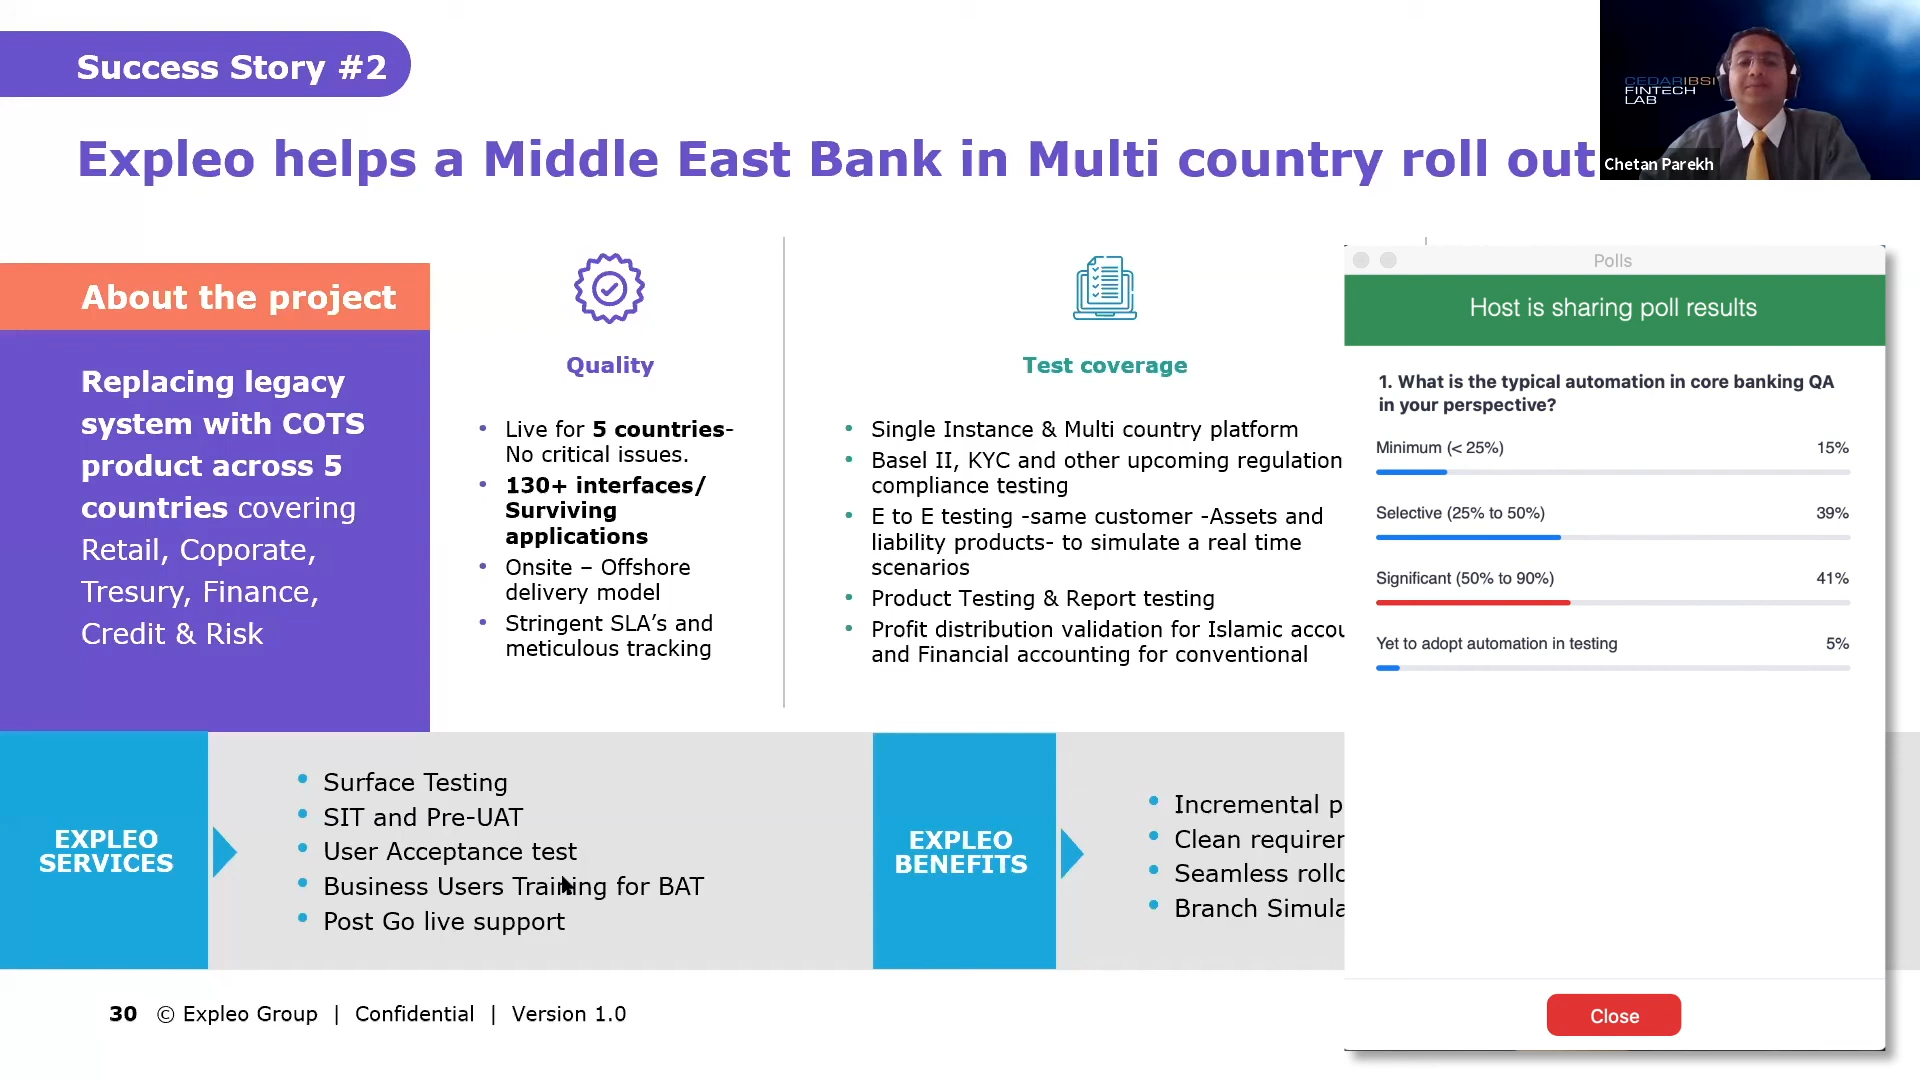 Success Story #2
Expleo helps a Middle East Bank in Multi country roll out
CEDARIBSI
FINTECH
LAB
Chetan Parekh
About the project
Replacing legacy
system with COTS
product across 5
countries covering
Retail, Coporate,
Tresury, Finance,
Credit & Risk
Quality
• Live for 5 countries-
No critical issues.
• 130+ interfaces/
Surviving
applications
• Onsite – Offshore
delivery model
• Stringent SLA’s and
meticulous tracking
Test coverage
• Single Instance & Multi country platform
• Basel II, KYC and other upcoming regulation
compliance testing
• E to E testing -same customer -Assets and
liability products- to simulate a real time
scenarios
• Product Testing & Report testing
• Profit distribution validation for Islamic accou
and Financial accounting for conventional
Polls
Host is sharing poll results
1. What is the typical automation in core banking QA
in your perspective?
Minimum (< 25%) 15%
Selective (25% to 50%) 39%
Significant (50% to 90%) 41%
Yet to adopt automation in testing 5%
Close
EXPLEO
SERVICES
• Surface Testing
• SIT and Pre-UAT
• User Acceptance test
• Business Users Training for BAT
• Post Go live support
EXPLEO
BENEFITS
• Incremental p
• Clean requirer
• Seamless rollo
• Branch Simula
30 © Expleo Group | Confidential | Version 1.0